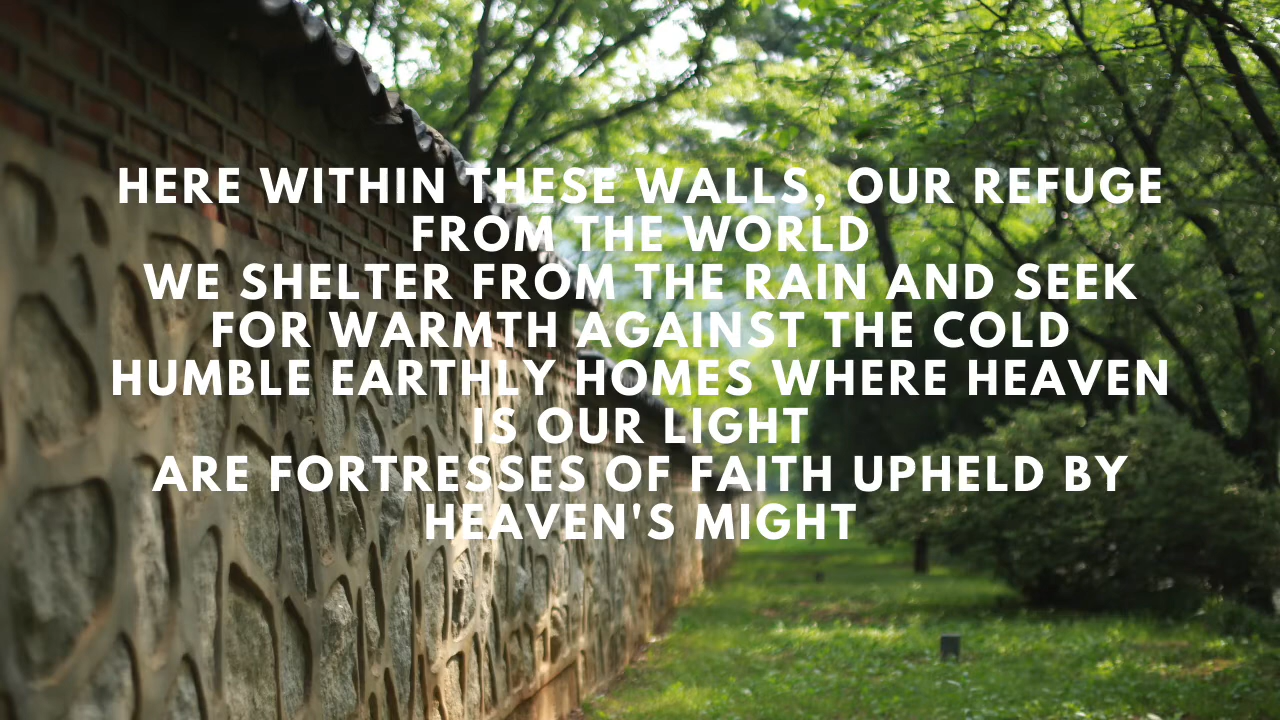 HERE WITHIN THESE WALLS, OUR REFUGE
FROM THE WORLD
WE SHELTER FROM THE RAIN AND SEEK
FOR WARMTH AGAINST THE COLD
HUMBLE EARTHLY HOMES WHERE HEAVEN
IS OUR LIGHT
ARE FORTRESSES OF FAITH UPHELD BY
HEAVEN'S MIGHT